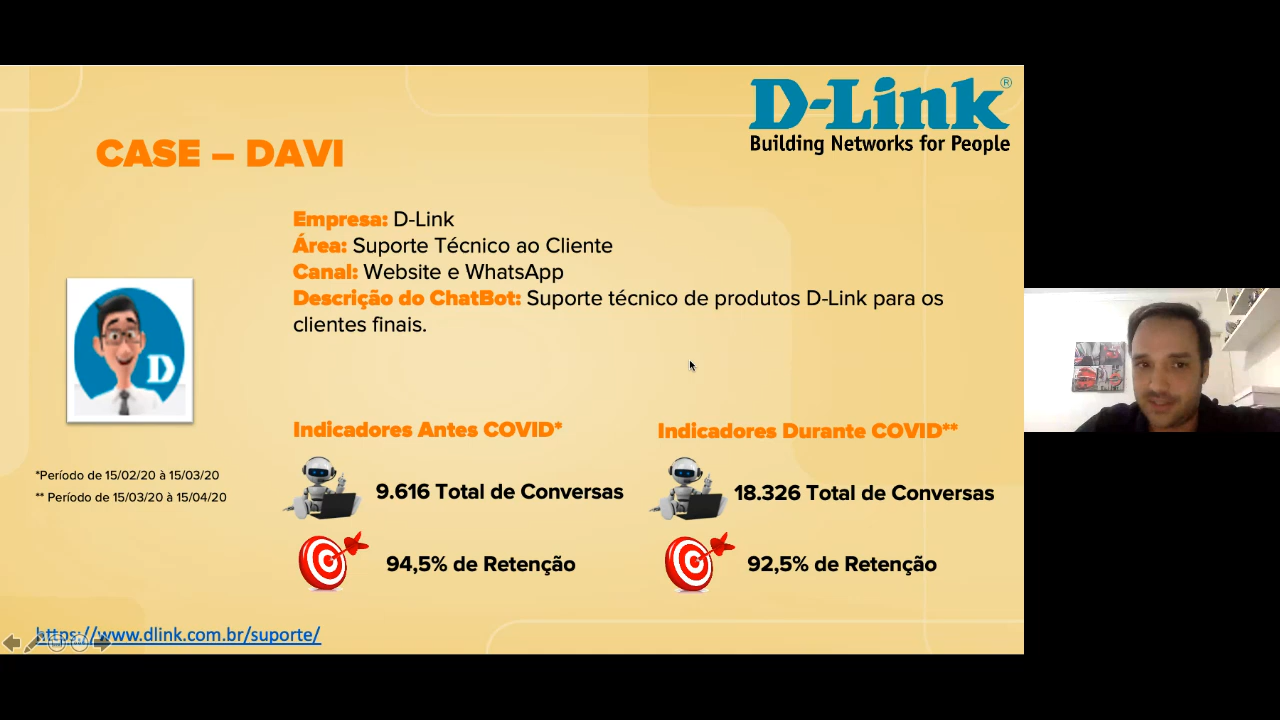 D-Link®
Building Networks for People
CASE – DAVI
Empresa: D-Link
Área: Suporte Técnico ao Cliente
Canal: Website e WhatsApp
Descrição do ChatBot: Suporte técnico de produtos D-Link para os
clientes finais.
D
Indicadores Antes COVID*
Indicadores Durante COVID**
*Período de 15/02/20 à 15/03/20
** Período de 15/03/20 à 15/04/20
9.616 Total de Conversas
18.326 Total de Conversas
94,5% de Retenção
92,5% de Retenção
https://www.dlink.com.br/suporte/